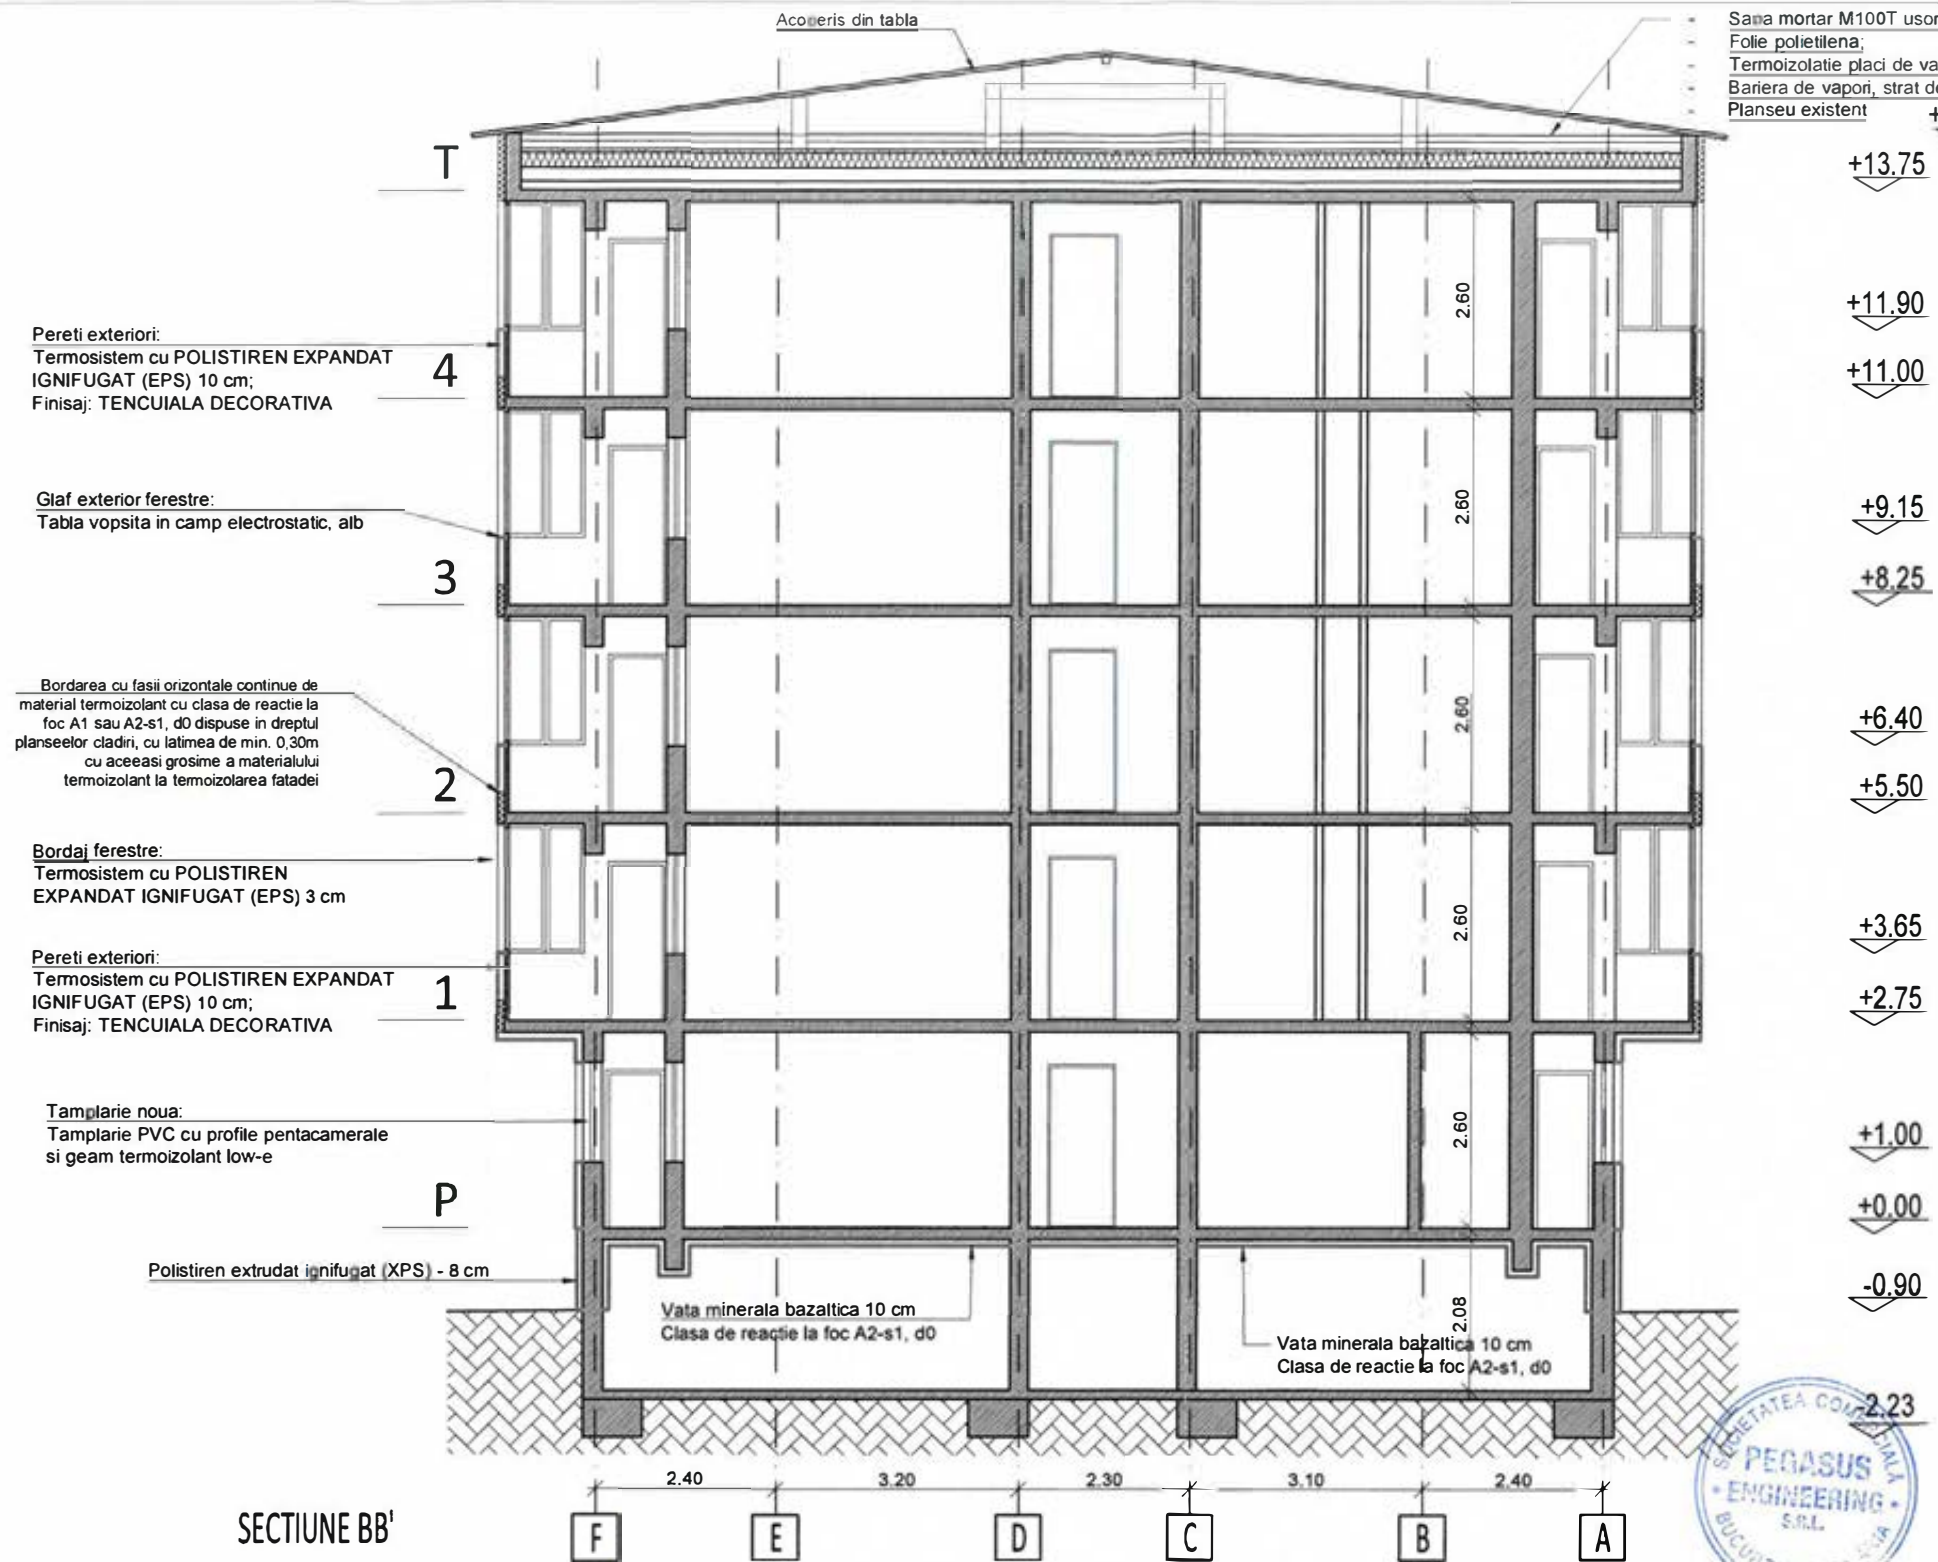 Acoperis din tabla
Sapa mortar M100T usor
Folie polietilena;
Termoizolatie placi de
Bariera de vapori, strat
Planseu existent
T
4
3
2
1
P
Pereti exteriori:
Termosistem cu POLISTIREN EXPANDAT
IGNIFUGAT (EPS) 10 cm;
Finisaj: TENCUIALA DECORATIVA
Glaf exterior ferestre:
Tabla vopsita in camp electrostatic, alb
Bordarea cu fasii orizontale continue de
material termoizolant cu clasa de reactie la
foc A1 sau A2-s1, d0 dispuse in dreptul
planseelor cladiri, cu latimea de min. 0,30m
cu aceeasi grosime a materialului
termoizolant la termoizolarea fatadei
Bordaj ferestre:
Termosistem cu POLISTIREN
EXPANDAT IGNIFUGAT (EPS) 3 cm
Pereti exteriori:
Termosistem cu POLISTIREN EXPANDAT
IGNIFUGAT (EPS) 10 cm;
Finisaj: TENCUIALA DECORATIVA
Tamplarie noua:
Tamplarie PVC cu profile pentacamerale
si geam termoizolant low-e
Polistiren extrudat ignifugat (XPS) - 8 cm
Vata minerala bazaltica 10 cm
Clasa de reactie la foc A2-s1, d0
Vata minerala bazaltica 10 cm
Clasa de reactie la foc A2-s1, d0
2.60
2.60
2.60
2.60
2.60
2.08
+
+13.75
+11.90
+11.00
+9.15
+8.25
+6.40
+5.50
+3.65
+2.75
+1.00
+0.00
-0.90
-2.23
2.40
3.20
2.30
3.10
2.40
F
E
D
C
B
A
SECTIUNE BB'
SOCIETATEA COMERCIALĂ
PEGASUS
• ENGINEERING •
S.R.L.